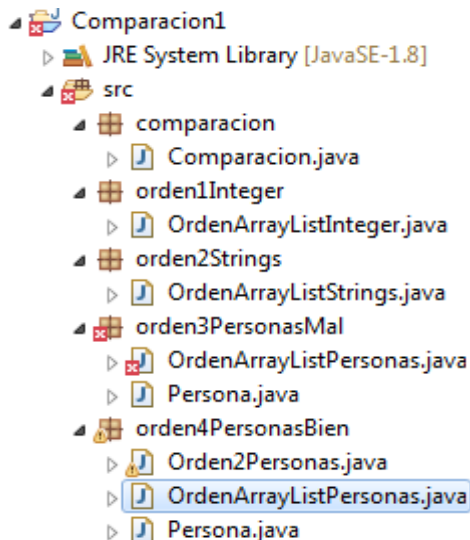 Comparacion1
JRE System Library [JavaSE-1.8]
src
comparacion
Comparacion.java
orden1Integer
OrdenArrayListInteger.java
orden2Strings
OrdenArrayListStrings.java
orden3PersonasMal
OrdenArrayListPersonas.java
Persona.java
orden4PersonasBien
Orden2Personas.java
OrdenArrayListPersonas.java
Persona.java